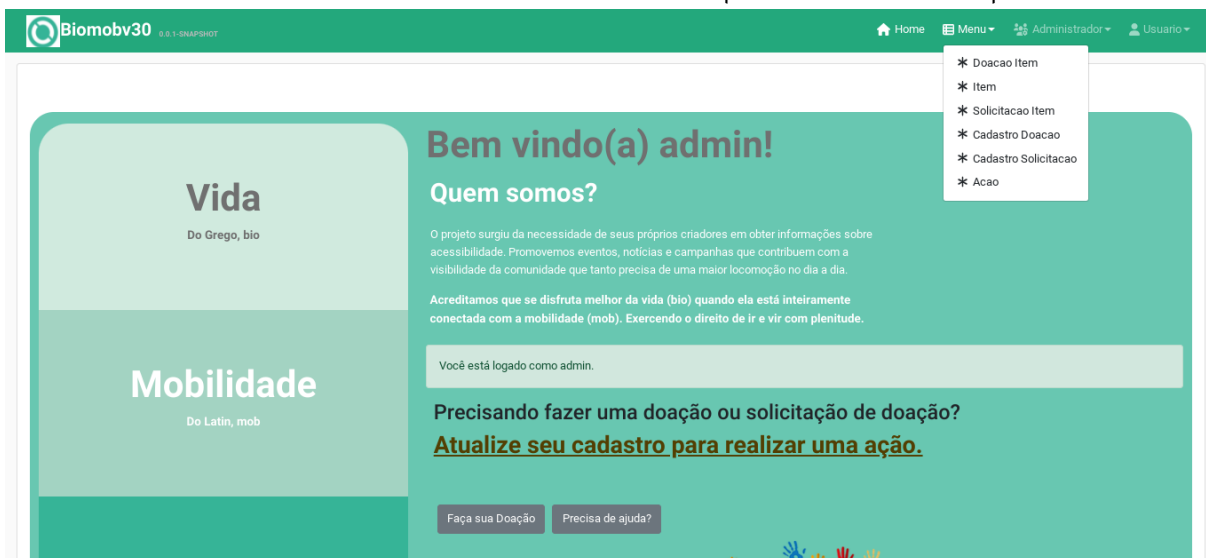 Biomobv30 0.0.1-SNAPSHOT Home Menu Administrador Usuario
Doacao Item
Item
Solicitacao Item
Cadastro Doacao
Cadastro Solicitacao
Acao
Vida
Do Grego, bio
Mobilidade
Do Latin, mob
Bem vindo(a) admin!
Quem somos?
O projeto surgiu da necessidade de seus próprios criadores em obter informações sobre
acessibilidade. Promovemos eventos, notícias e campanhas que contribuem com a
visibilidade da comunidade que tanto precisa de uma maior locomoção no dia a dia.
Acreditamos que se disfruta melhor da vida (bio) quando ela está inteiramente
conectada com a mobilidade (mob). Exercendo o direito de ir e vir com plenitude.
Você está logado como admin.
Precisando fazer uma doação ou solicitação de doação?
Atualize seu cadastro para realizar uma ação.
Faça sua Doação Precisa de ajuda?